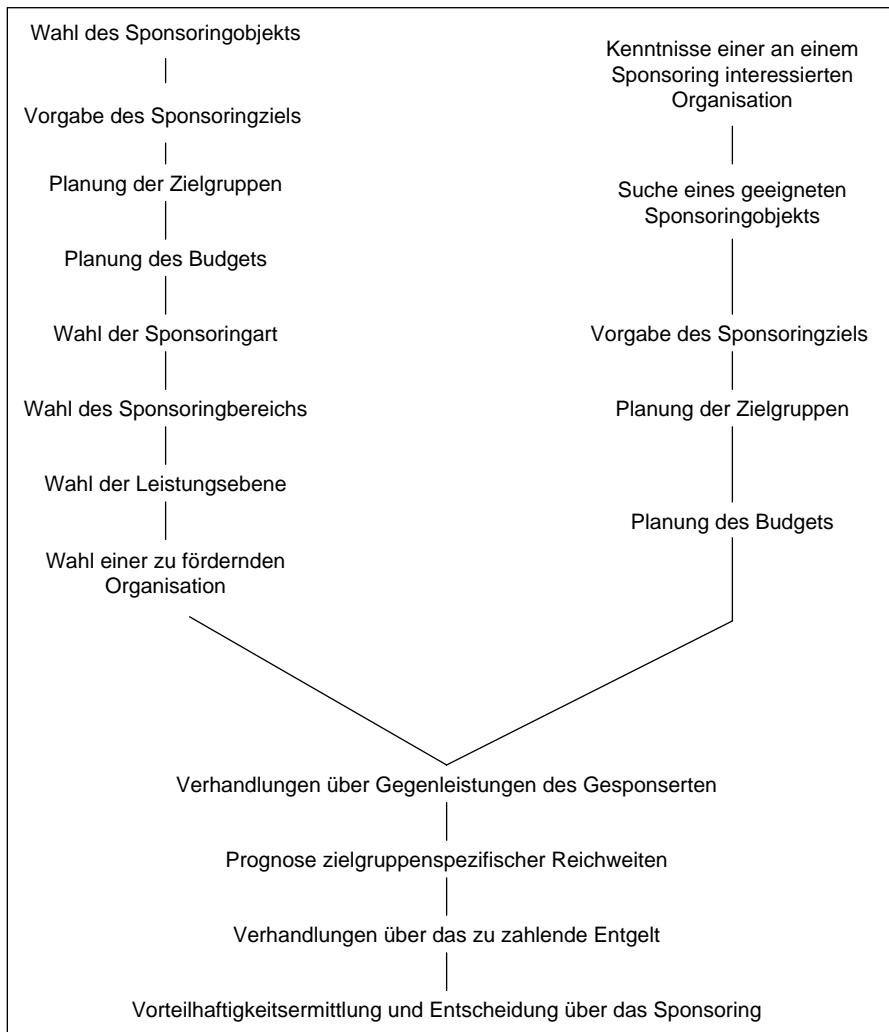 Wahl des Sponsoringobjekts
Vorgabe des Sponsoringziels
Planung der Zielgruppen
Planung des Budgets
Wahl der Sponsoringart
Wahl des Sponsoringbereichs
Wahl der Leistungsebene
Wahl einer zu fördernden
Organisation
Kenntnisse einer an einem
Sponsoring interessierten
Organisation
Suche eines geeigneten
Sponsoringobjekts
Vorgabe des Sponsoringziels
Planung der Zielgruppen
Planung des Budgets
Verhandlungen über Gegenleistungen des Gesponserten
Prognose zielgruppenspezifischer Reichweiten
Verhandlungen über das zu zahlende Entgelt
Vorteilhaftigkeitsermittlung und Entscheidung über das Sponsoring